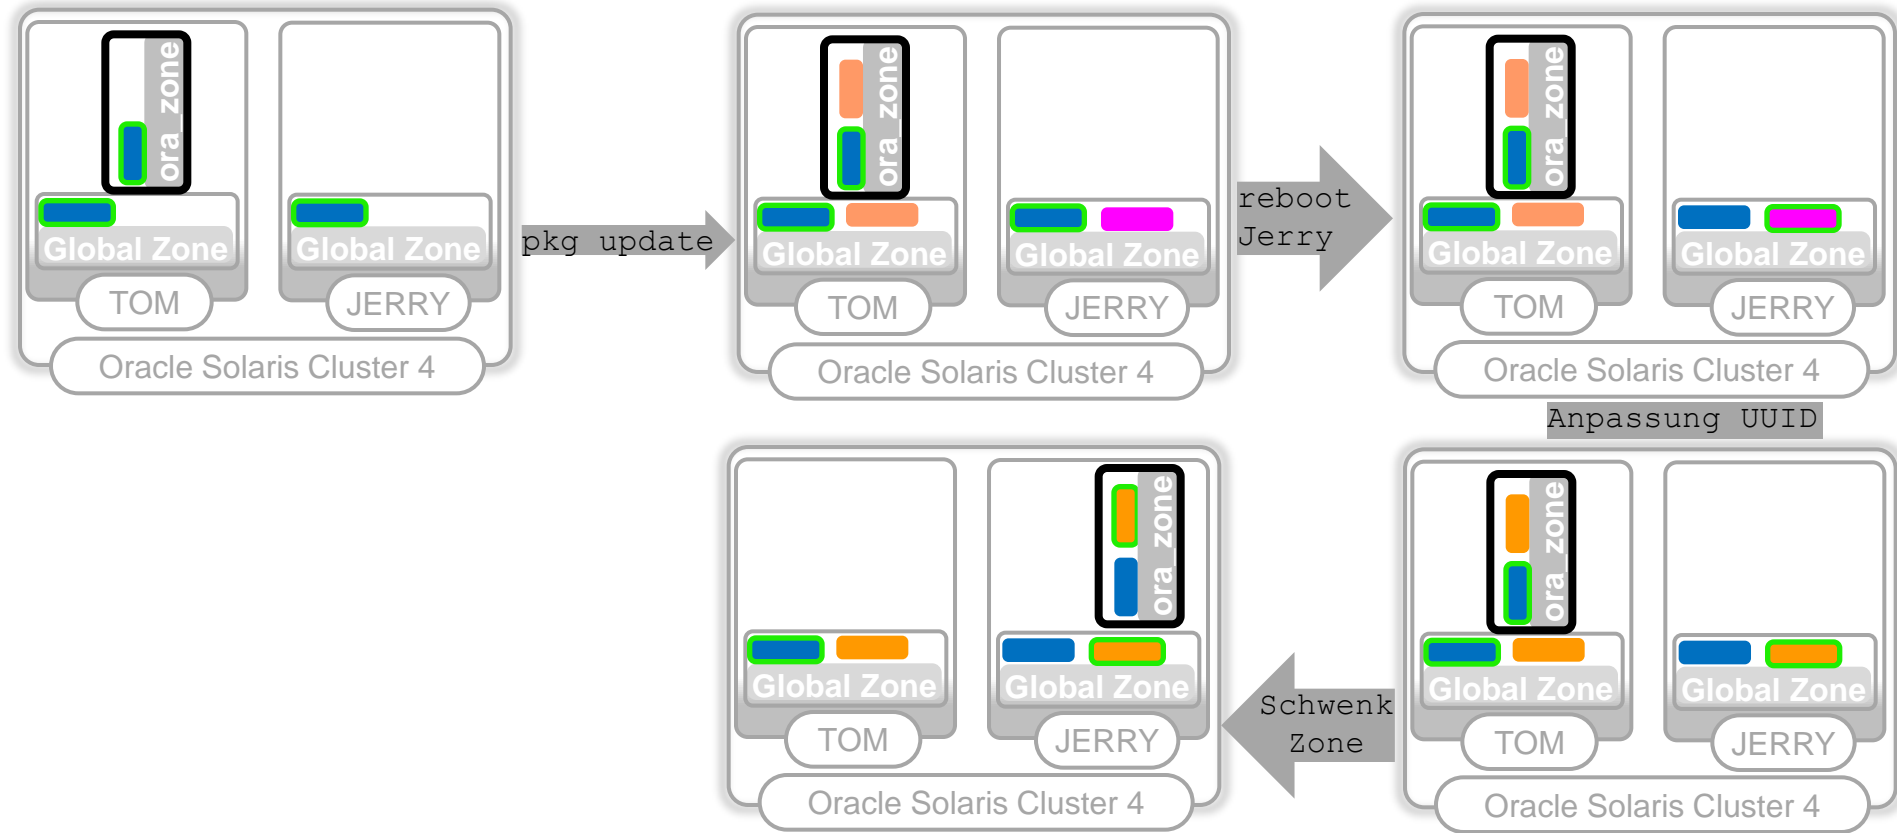 ora_zone
Global Zone
Global Zone
TOM
JERRY
Oracle Solaris Cluster 4
pkg update
ora_zone
Global Zone
Global Zone
TOM
JERRY
Oracle Solaris Cluster 4
reboot
Jerry
ora_zone
Global Zone
Global Zone
TOM
JERRY
Oracle Solaris Cluster 4
Anpassung UUID
ora_zone
Global Zone
Global Zone
TOM
JERRY
Oracle Solaris Cluster 4
Schwenk
Zone
ora_zone
Global Zone
Global Zone
TOM
JERRY
Oracle Solaris Cluster 4